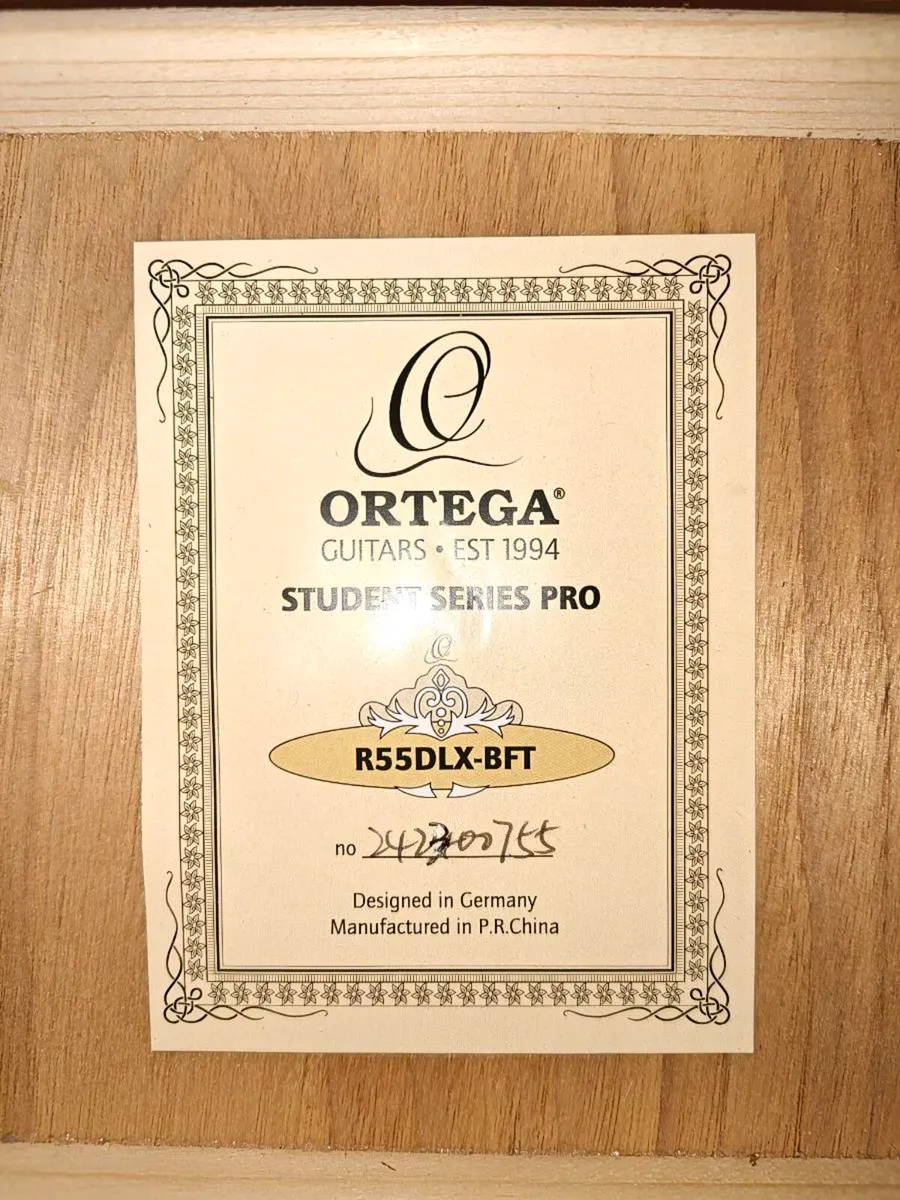 ORTEGA®
GUITARS • EST 1994
STUDENT SERIES PRO
R55DLX-BFT
no
Designed in Germany
Manufactured in P.R.China